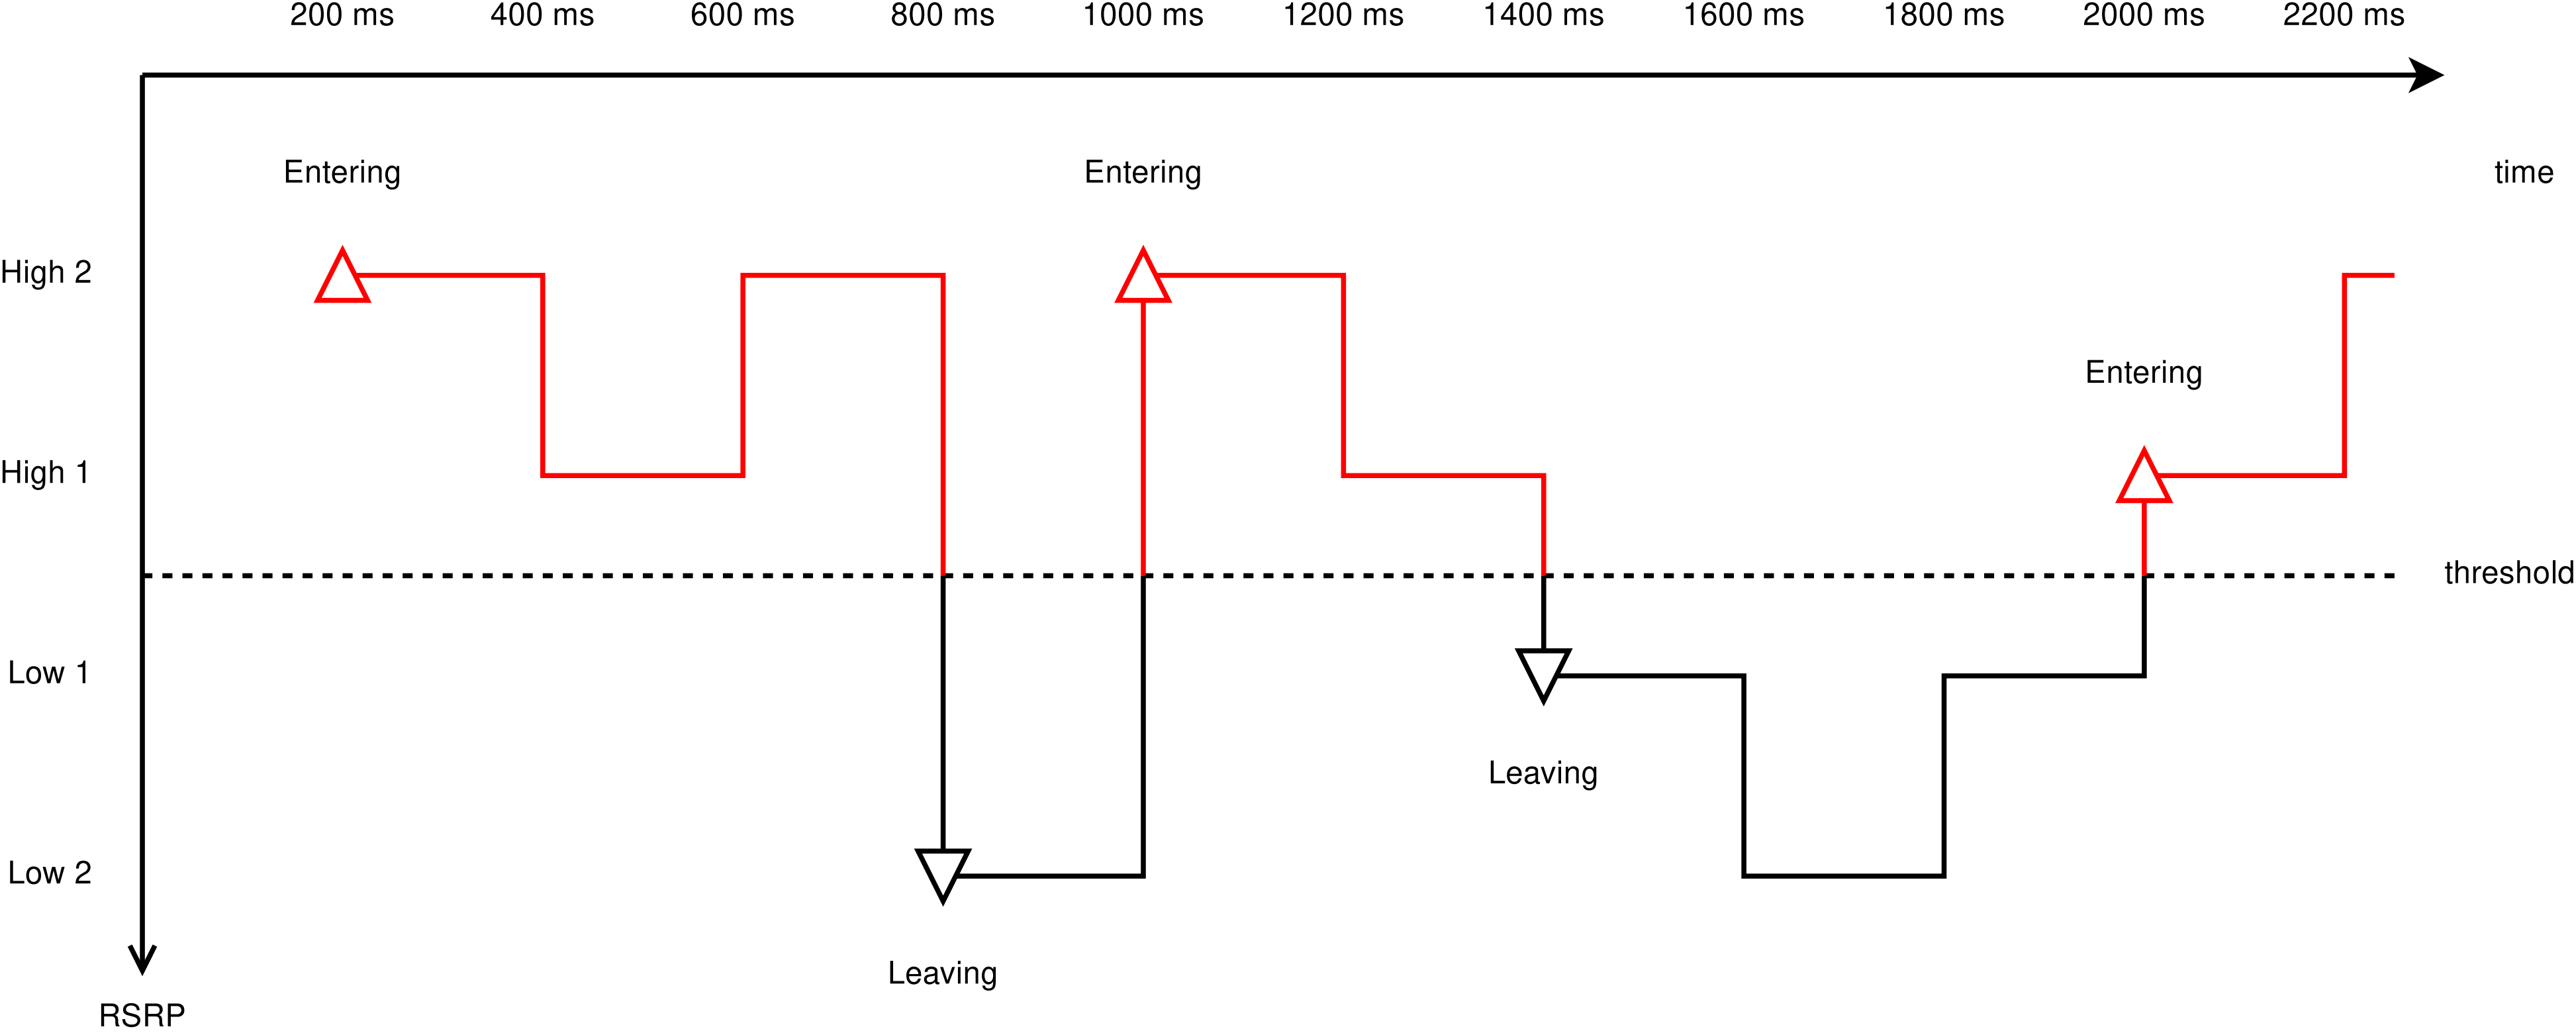 200 ms 400 ms 600 ms 800 ms 1000 ms 1200 ms 1400 ms 1600 ms 1800 ms 2000 ms 2200 ms
Entering Entering time
High 2
Entering
High 1
threshold
Low 1
Leaving
Low 2
Leaving
RSRP